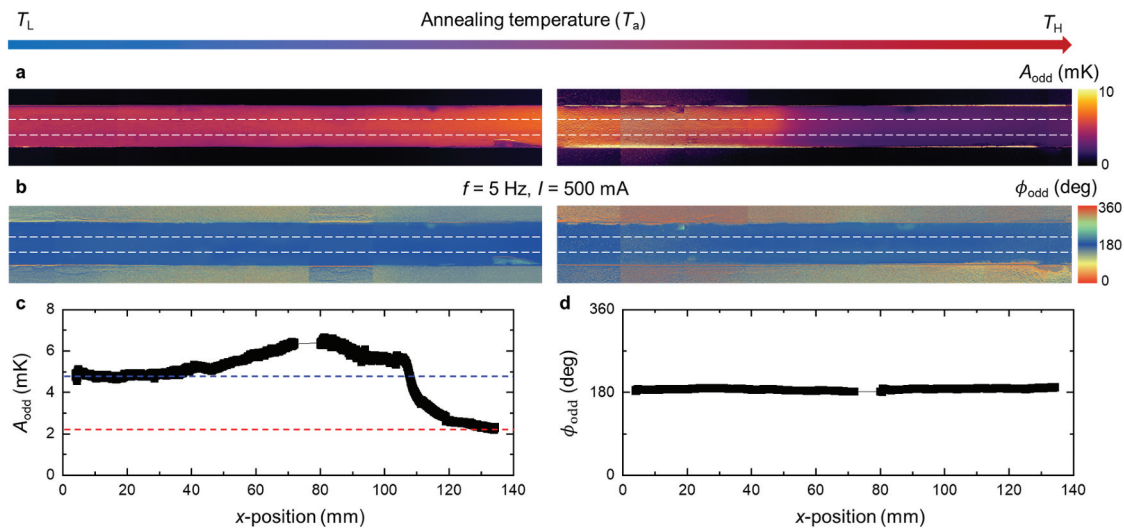 T_L Annealing temperature (T_a) T_H
a A_odd (mK)
10
0
b f = 5 Hz, I = 500 mA ϕ_odd (deg)
360
180
0
c
8
6
4
2
0
A_odd (mK)
0 20 40 60 80 100 120 140
x-position (mm)
d
360
180
0
ϕ_odd (deg)
0 20 40 60 80 100 120 140
x-position (mm)